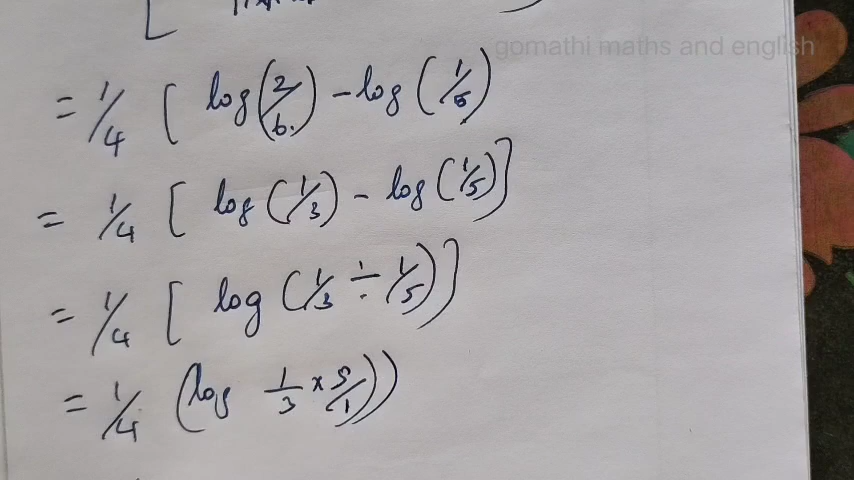 gomathi maths and english
= 1/4 [ log(2/6) - log(1/5)
= 1/4 [ log(1/3) - log(1/5)]
= 1/4 [ log(1/3 ÷ 1/5)]
= 1/4 (log 1/3 × 5/1))